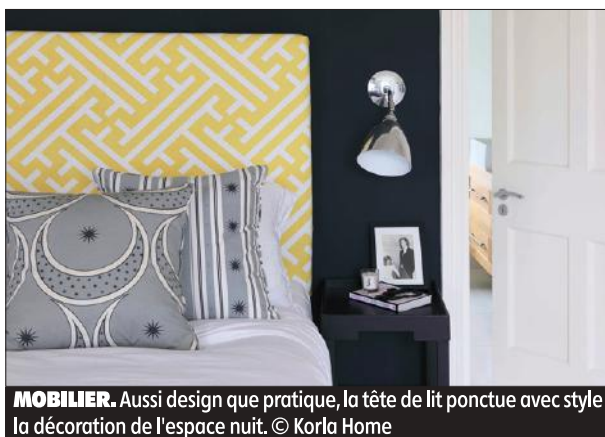 MOBILIER. Aussi design que pratique, la tête de lit ponctue avec style
la décoration de l'espace nuit. © Korla Home